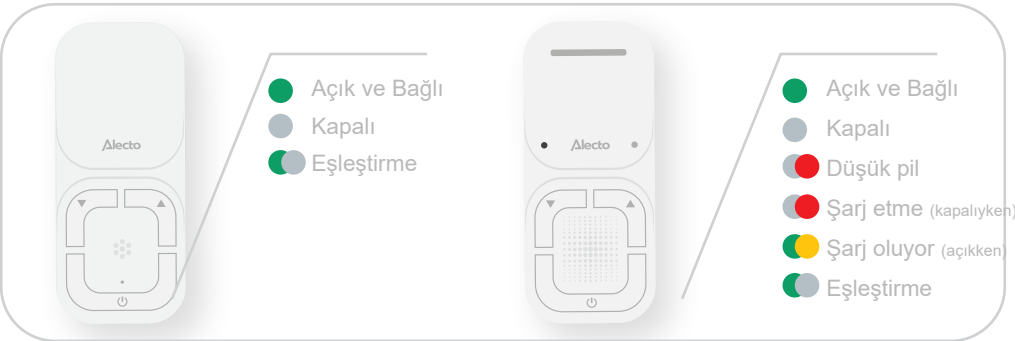 Alecto
Açık ve Bağlı
Kapalı
Eşleştirme
Alecto
Açık ve Bağlı
Kapalı
Düşük pil
Şarj etme (kapalıyken)
Şarj oluyor (açıkken)
Eşleştirme